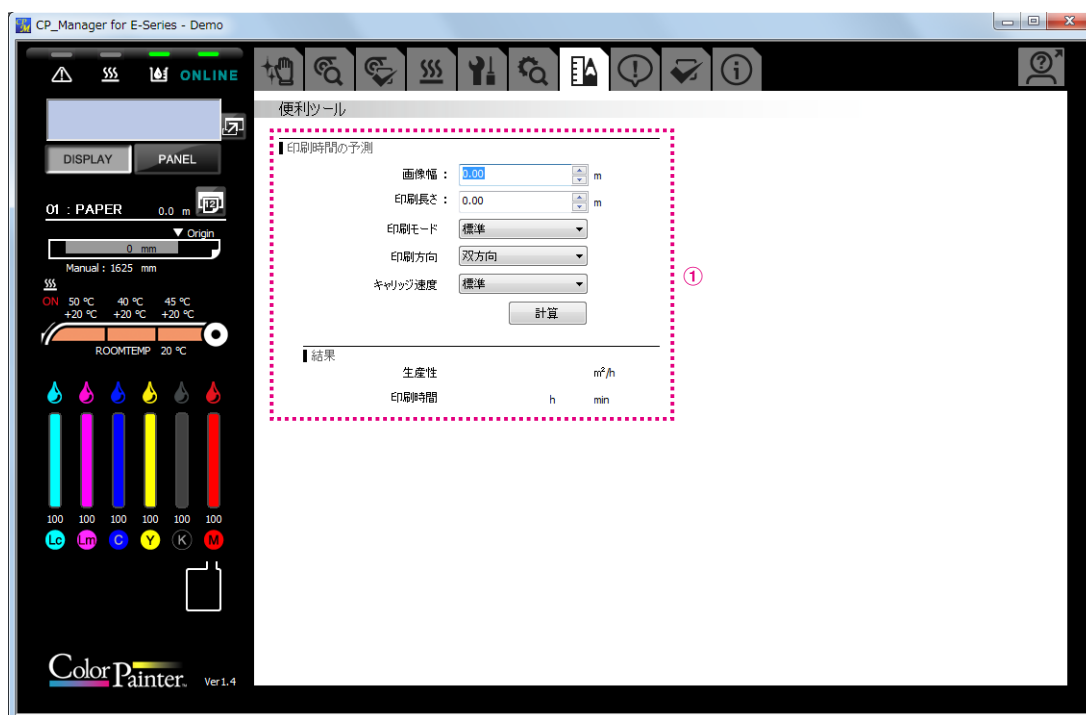 CP_Manager for E-Series - Demo
ONLINE
便利ツール
DISPLAY
PANEL
印刷時間の予測
画像幅：
0.00
m
印刷長さ：
0.00
m
印刷モード
標準
印刷方向
双方向
キャリッジ速度
標準
計算
①
結果
生産性
m²/h
印刷時間
h
min
01 : PAPER
0.0 m
12
▼ Origin
0 mm
Manual : 1625 mm
ON 50 ℃ 40 ℃ 45 ℃
+20 ℃ +20 ℃ +20 ℃
ROOMTEMP 20 ℃
100 100 100 100 100 100
Lc Lm C Y K M
Color Painter™ Ver1.4